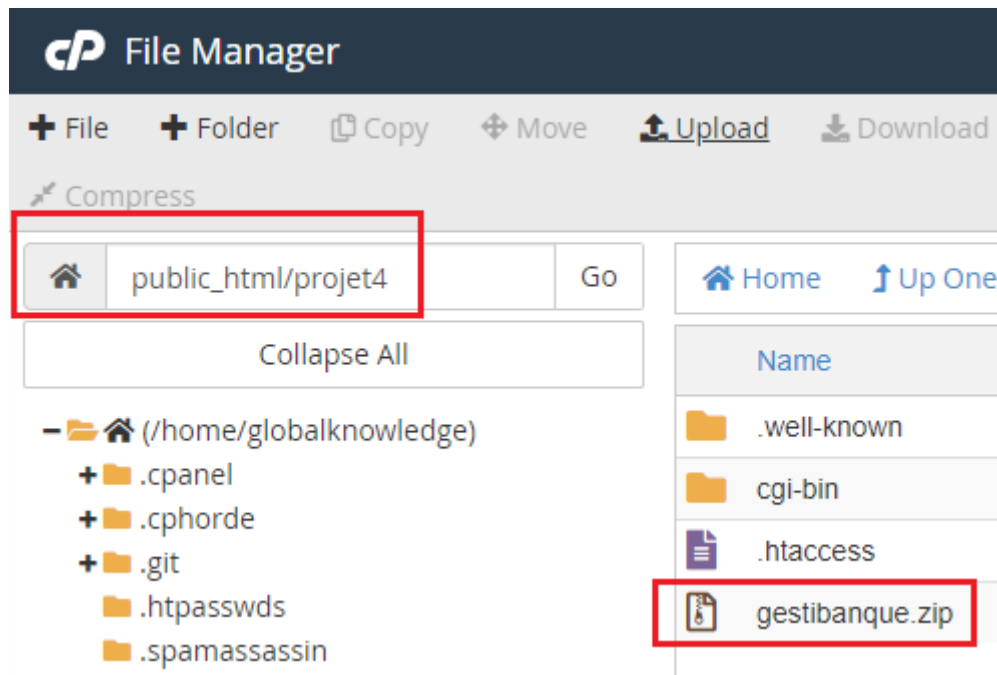 cP File Manager
File Folder Copy Move Upload Download
Compress
public_html/projet4 Go
Home Up One
Collapse All
Name
(/home/globalknowledge)
.well-known
.cpanel
cgi-bin
.cphorde
.htaccess
.git
.htpasswds
gestibanque.zip
.spamassassin